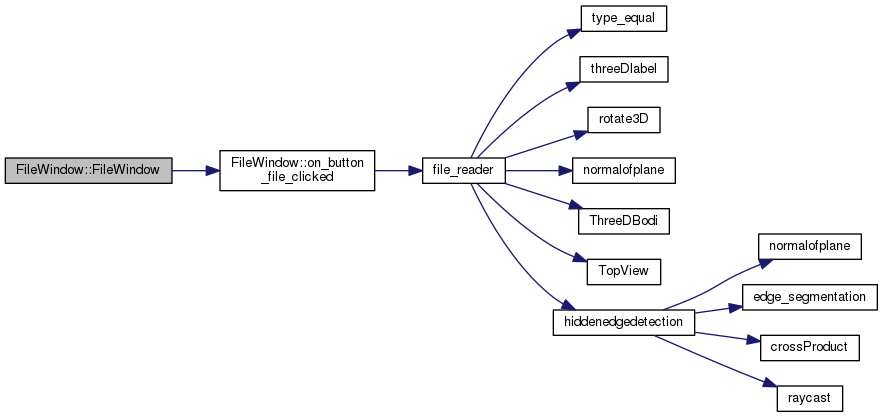 FileWindow::FileWindow
FileWindow::on_button
_file_clicked
file_reader
type_equal
threeDlabel
rotate3D
normalofplane
ThreeDBodi
TopView
hiddenedgedetection
normalofplane
edge_segmentation
crossProduct
raycast